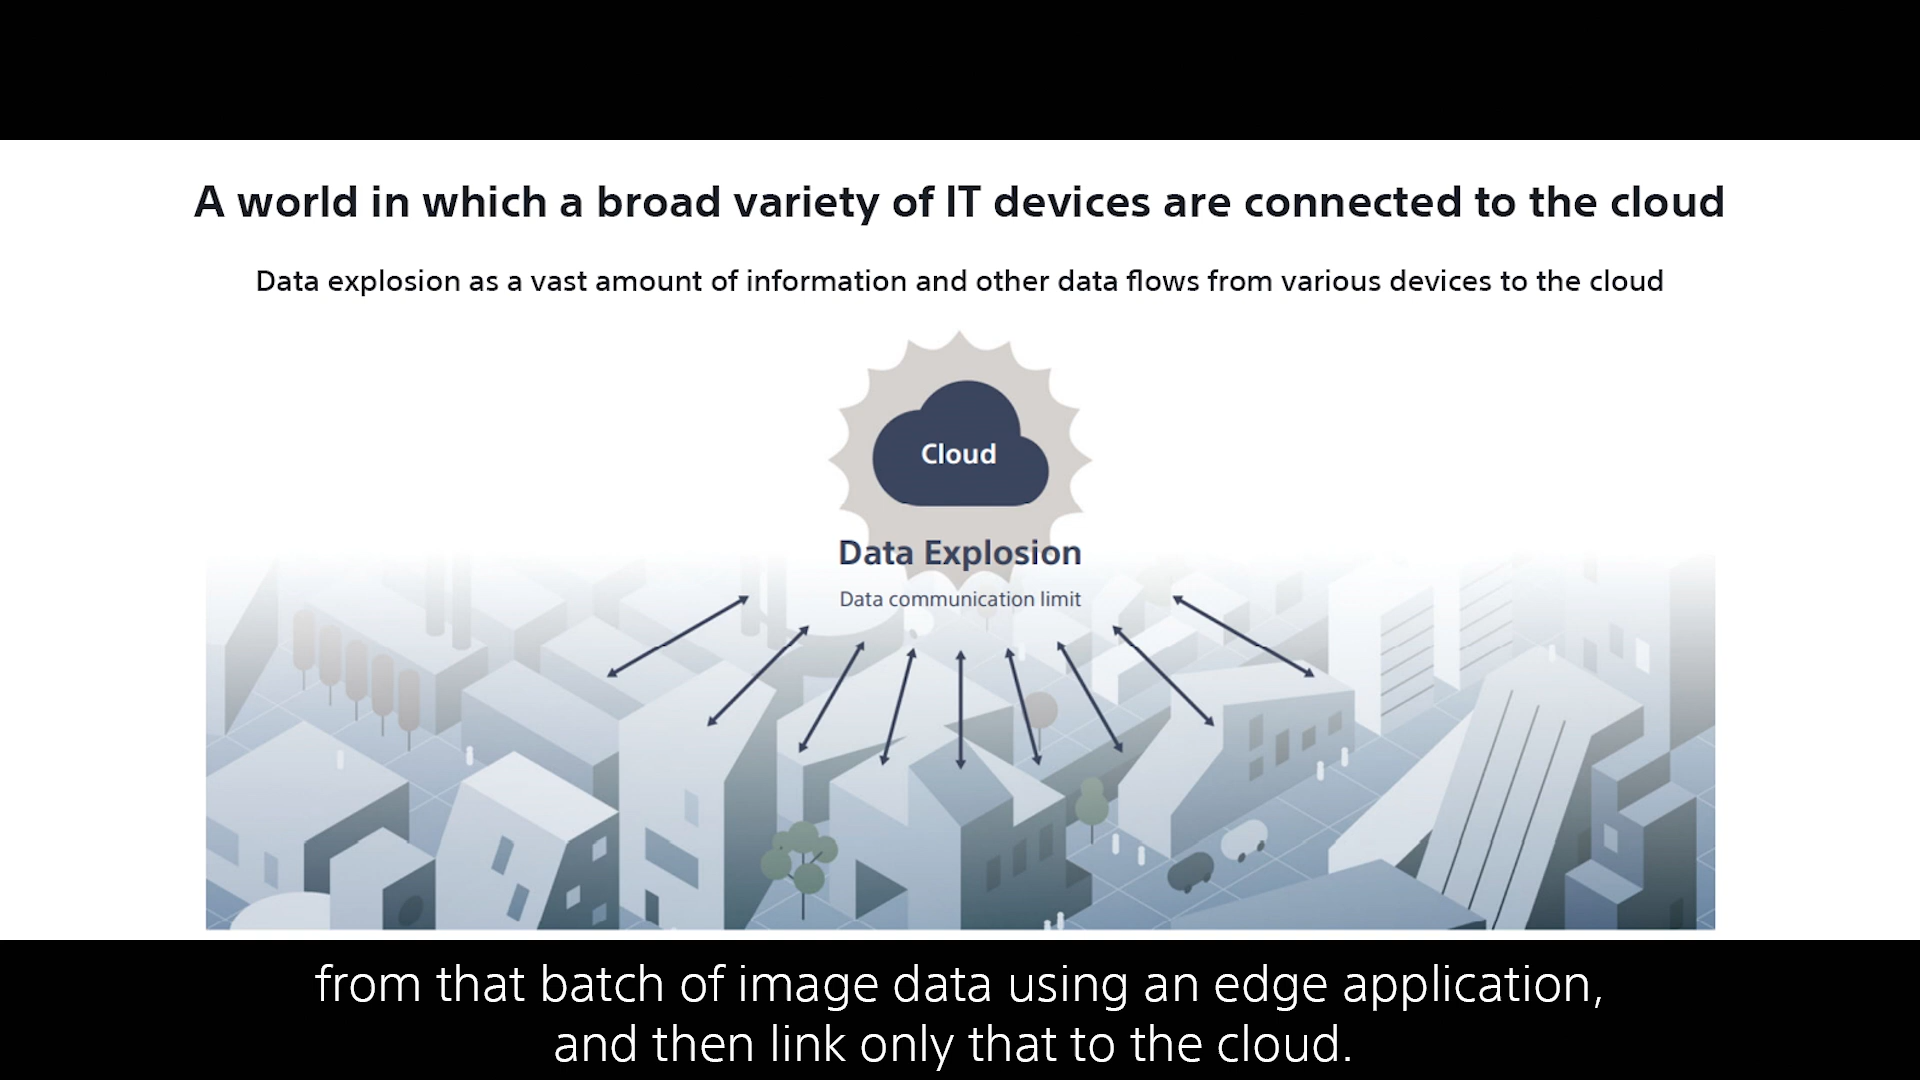 A world in which a broad variety of IT devices are connected to the cloud
Data explosion as a vast amount of information and other data flows from various devices to the cloud
Cloud
Data Explosion
Data communication limit
from that batch of image data using an edge application,
and then link only that to the cloud.